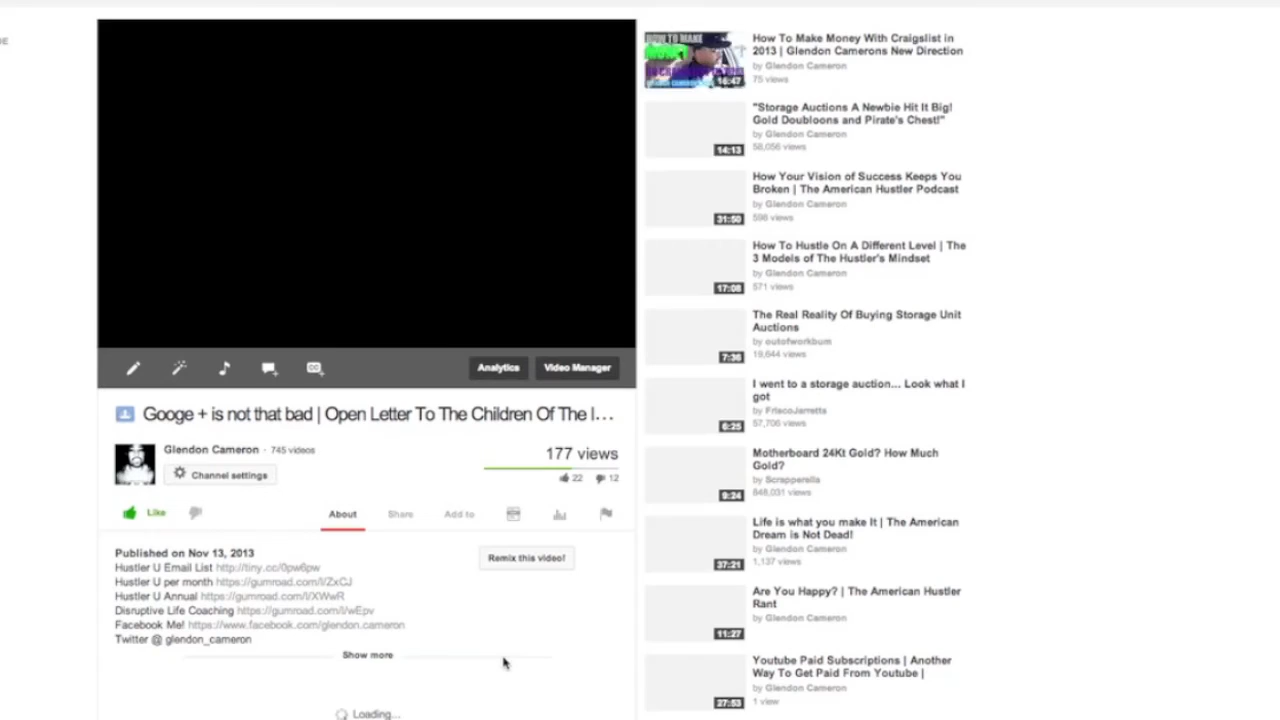 Analytics
Video Manager
Googe + is not that bad | Open Letter To The Children Of The I...
Glendon Cameron · 745 videos
Channel settings
177 views
22
12
Like
About
Share
Add to
Published on Nov 13, 2013
Remix this video!
Hustler U Email List http://tiny.cc/0pw6pw
Hustler U per month https://gumroad.com/l/ZxCJ
Hustler U Annual https://gumroad.com/l/XWwR
Disruptive Life Coaching https://gumroad.com/l/wEpv
Facebook Me! https://www.facebook.com/glendon.cameron
Twitter @ glendon_cameron
Show more
Loading...
HOW TO MAKE
16:47
How To Make Money With Craigslist in
2013 | Glendon Camerons New Direction
by Glendon Cameron
75 views
14:13
"Storage Auctions A Newbie Hit It Big!
Gold Doubloons and Pirate's Chest!"
by Glendon Cameron
58,056 views
31:50
How Your Vision of Success Keeps You
Broken | The American Hustler Podcast
by Glendon Cameron
598 views
17:08
How To Hustle On A Different Level | The
3 Models of The Hustler's Mindset
by Glendon Cameron
571 views
7:36
The Real Reality Of Buying Storage Unit
Auctions
by outofworkbum
19,644 views
6:25
I went to a storage auction... Look what I
got
by FriscoJarretta
57,706 views
9:24
Motherboard 24Kt Gold? How Much
Gold?
by Scrapperella
848,031 views
37:21
Life is what you make It | The American
Dream is Not Dead!
by Glendon Cameron
1,137 views
11:27
Are You Happy? | The American Hustler
Rant
by Glendon Cameron
27:53
Youtube Paid Subscriptions | Another
Way To Get Paid From Youtube |
by Glendon Cameron
1 view